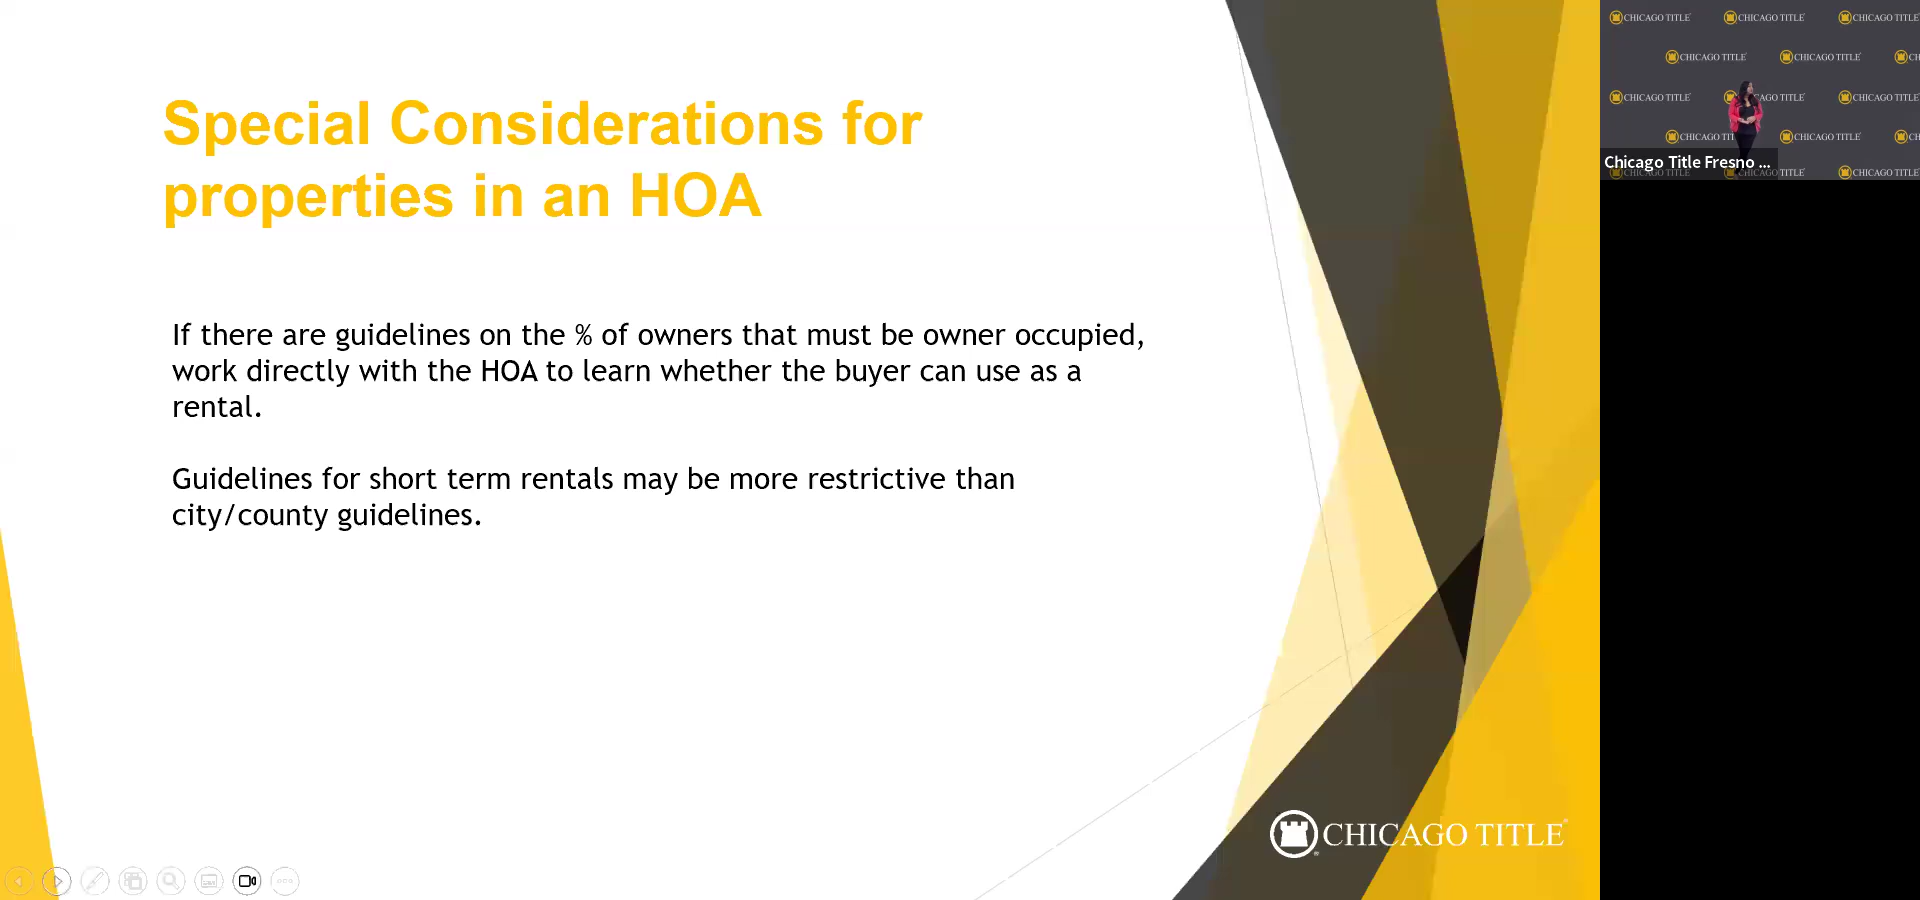 Special Considerations for
properties in an HOA
If there are guidelines on the % of owners that must be owner occupied,
work directly with the HOA to learn whether the buyer can use as a
rental.
Guidelines for short term rentals may be more restrictive than
city/county guidelines.
CHICAGO TITLE
CHICAGO TITLE CHICAGO TITLE CHICAGO TITLE
CHICAGO TITLE CHICAGO TITLE CH
CHICAGO TITLE AGO TITLE CHICAGO TITLE
CHICAGO TIT CHICAGO TITLE CH
Chicago Title Fresno ...
CHICAGO TITLE CHICAGO TITLE CHICAGO TITLE